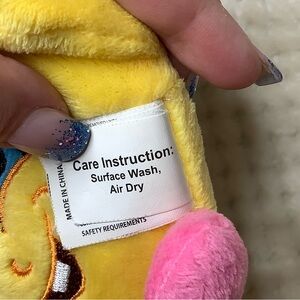 Care Instruction:
Surface Wash,
Air Dry
MADE IN CHINA
SAFETY REQUIREMENTS